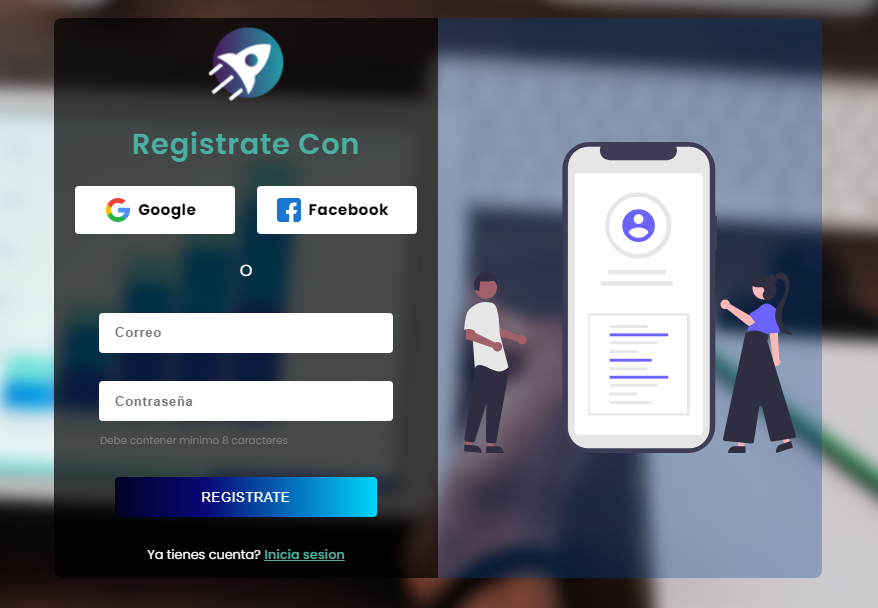 Registrate Con
Google
Facebook
O
Correo
Contraseña
Debe contener minimo 8 caracteres
REGISTRATE
Ya tienes cuenta? Inicia sesion